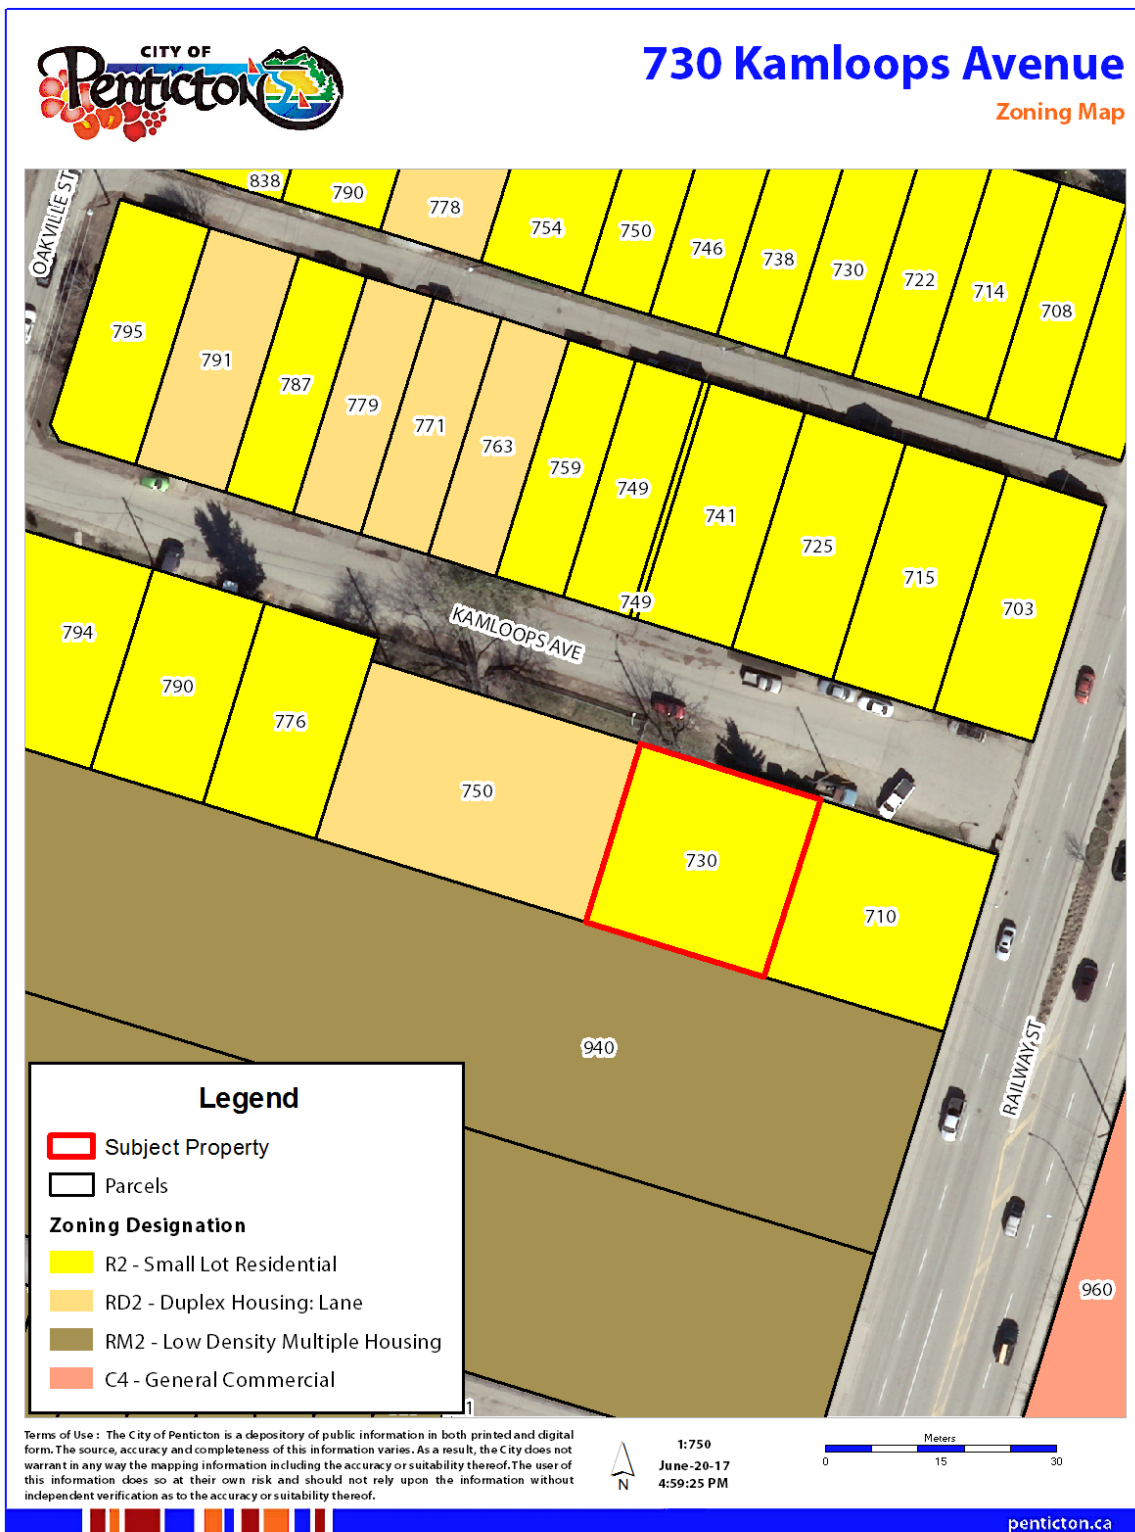 CITY OF
Penticton
730 Kamloops Avenue
Zoning Map
OAKVILLE ST
838
790
778
754
750
746
738
730
722
714
708
795
791
787
779
771
763
759
749
741
725
715
703
749
KAMLOOPS AVE
794
790
776
750
730
710
940
RAILWAY ST
960
Legend
Subject Property
Parcels
Zoning Designation
R2 - Small Lot Residential
RD2 - Duplex Housing: Lane
RM2 - Low Density Multiple Housing
C4 - General Commercial
1
Terms of Use : The City of Penticton is a depository of public information in both printed and digital
form. The source, accuracy and completeness of this information varies. As a result, the City does not
warrant in any way the mapping information including the accuracy or suitability thereof. The user of
this information does so at their own risk and should not rely upon the information without
independent verification as to the accuracy or suitability thereof.
N
1:750
June-20-17
4:59:25 PM
Meters
0 15 30
penticton.ca